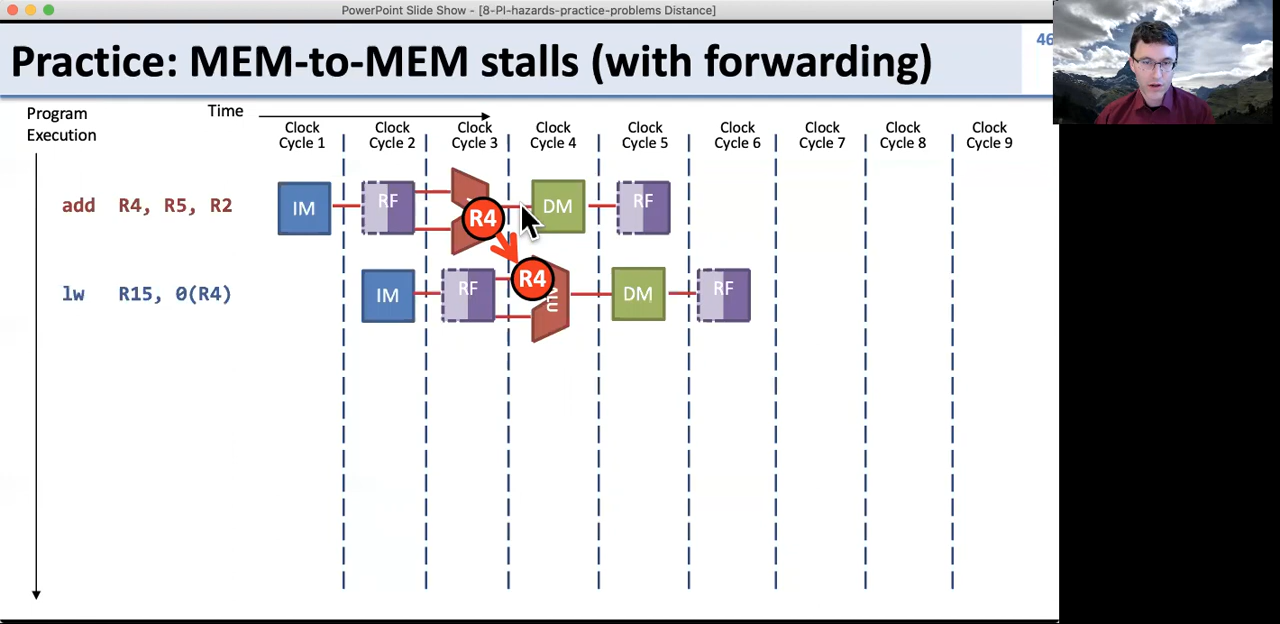 PowerPoint Slide Show - [8-PI-hazards-practice-problems Distance]
Practice: MEM-to-MEM stalls (with forwarding)
46
Program
Execution
Time
Clock
Cycle 1
Clock
Cycle 2
Clock
Cycle 3
Clock
Cycle 4
Clock
Cycle 5
Clock
Cycle 6
Clock
Cycle 7
Clock
Cycle 8
Clock
Cycle 9
add R4, R5, R2
IM
RF
R4
DM
RF
lw R15, 0(R4)
IM
RF
R4
ALU
DM
RF